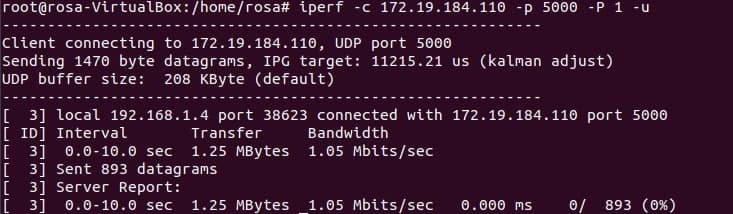 root@rosa-VirtualBox:/home/rosa# iperf -c 172.19.184.110 -p 5000 -P 1 -u
------------------------------------------------------------
Client connecting to 172.19.184.110, UDP port 5000
Sending 1470 byte datagrams, IPG target: 11215.21 us (kalman adjust)
UDP buffer size:  208 KByte (default)
------------------------------------------------------------
[  3] local 192.168.1.4 port 38623 connected with 172.19.184.110 port 5000
[ ID] Interval       Transfer     Bandwidth
[  3]  0.0-10.0 sec  1.25 MBytes  1.05 Mbits/sec
[  3] Sent 893 datagrams
[  3] Server Report:
[  3]  0.0-10.0 sec  1.25 MBytes  1.05 Mbits/sec   0.000 ms    0/  893 (0%)